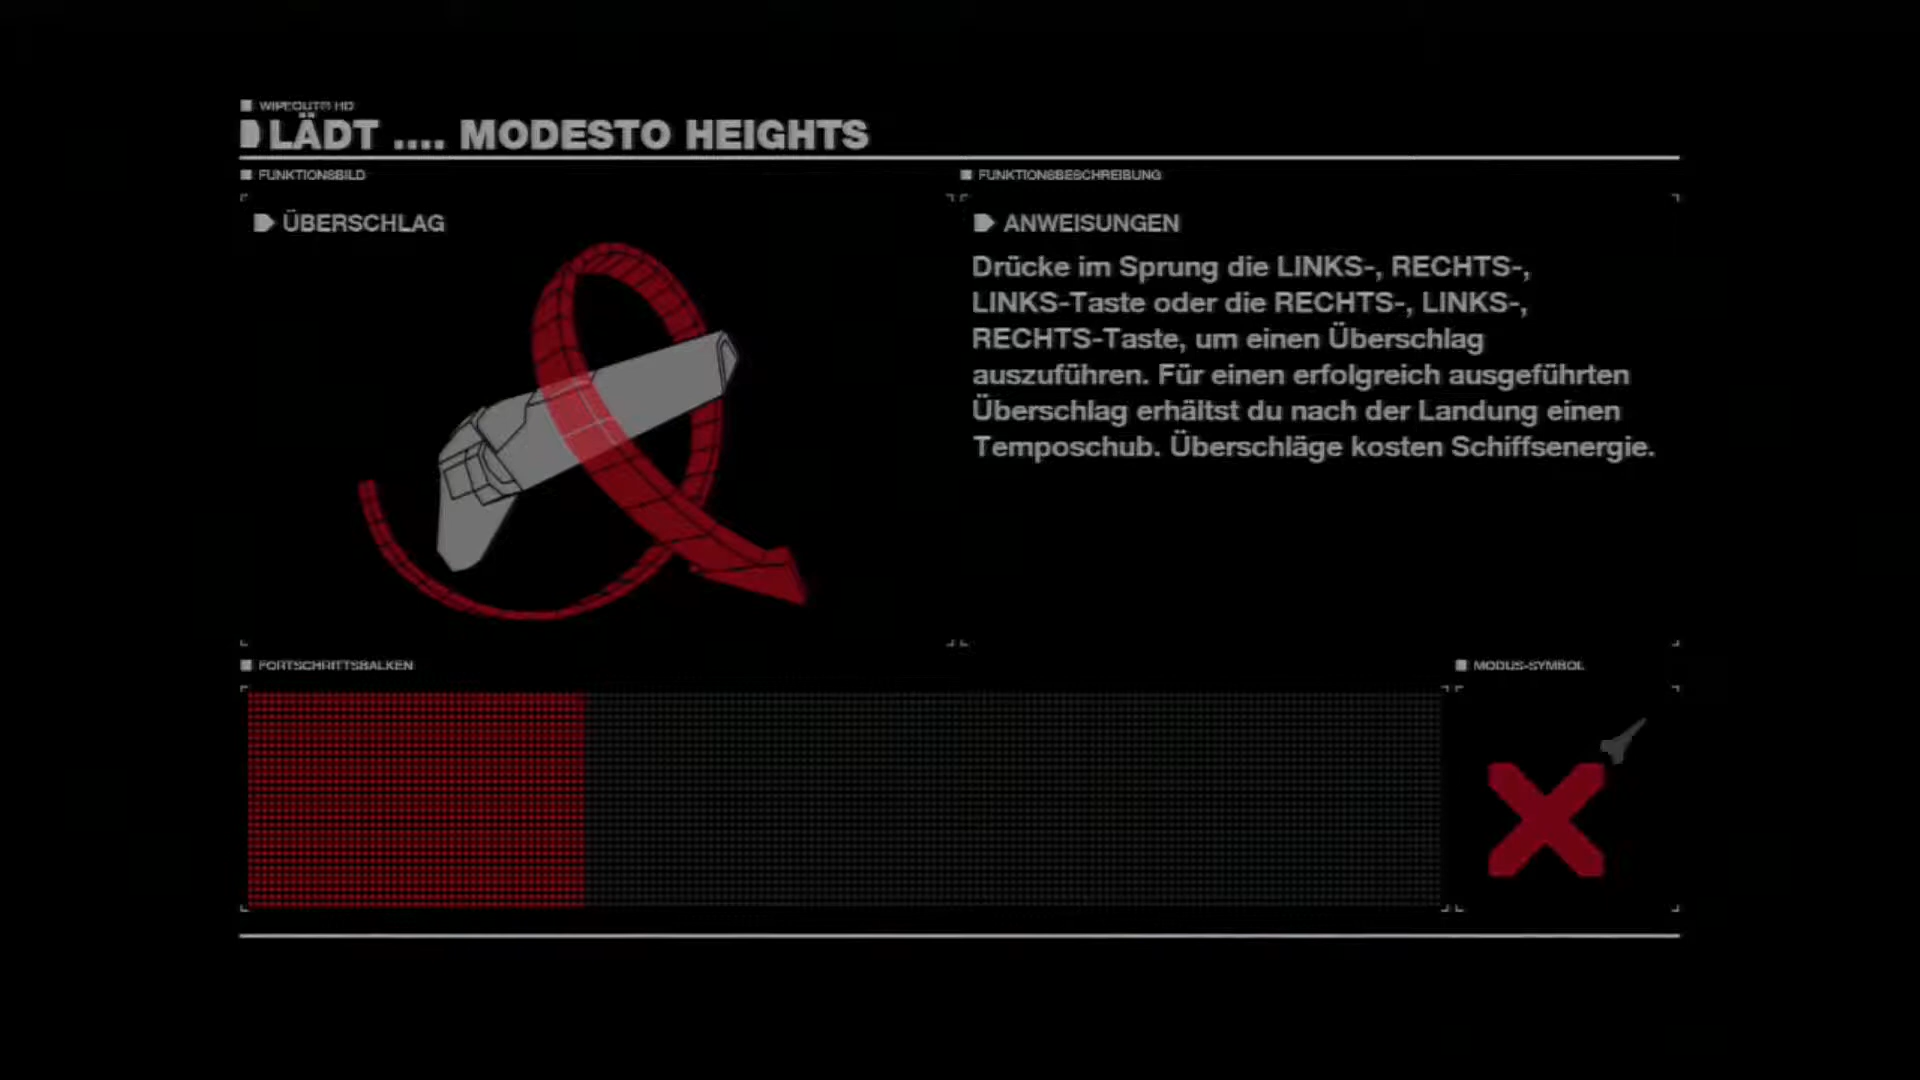 WIPEOUT® HD
LÄDT .... MODESTO HEIGHTS
FUNKTIONSBILD
FUNKTIONSBESCHREIBUNG
ÜBERSCHLAG
ANWEISUNGEN
Drücke im Sprung die LINKS-, RECHTS-,
LINKS-Taste oder die RECHTS-, LINKS-,
RECHTS-Taste, um einen Überschlag
auszuführen. Für einen erfolgreich ausgeführten
Überschlag erhältst du nach der Landung einen
Temposchub. Überschläge kosten Schiffsenergie.
FORTSCHRITTSBALKEN
MODUS-SYMBOL